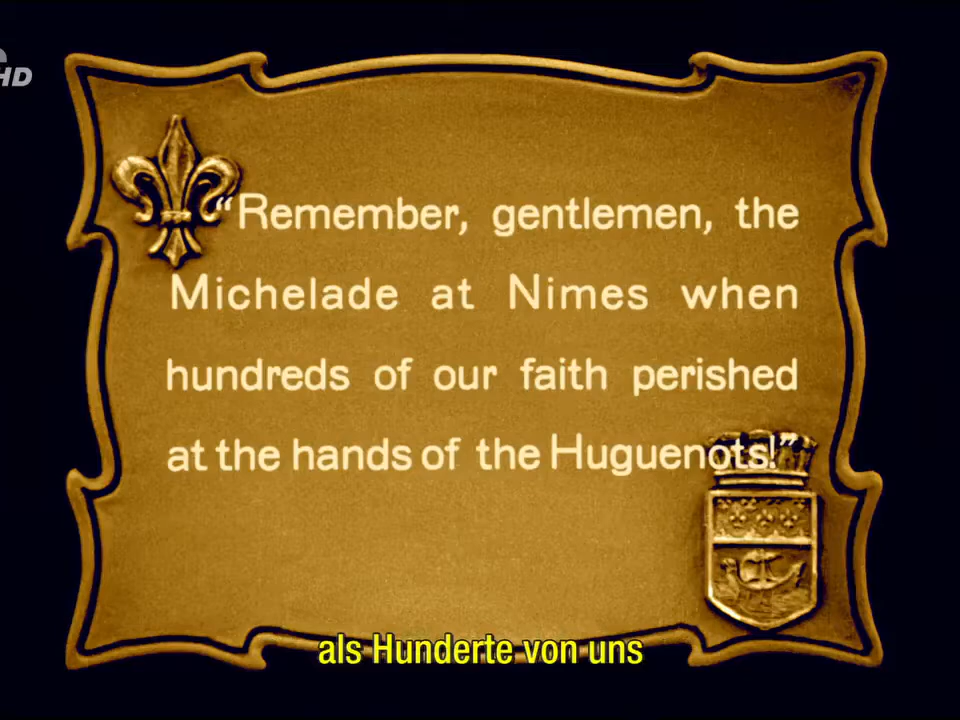 HD
“Remember, gentlemen, the
Michelade at Nimes when
hundreds of our faith perished
at the hands of the Huguenots!”
als Hunderte von uns